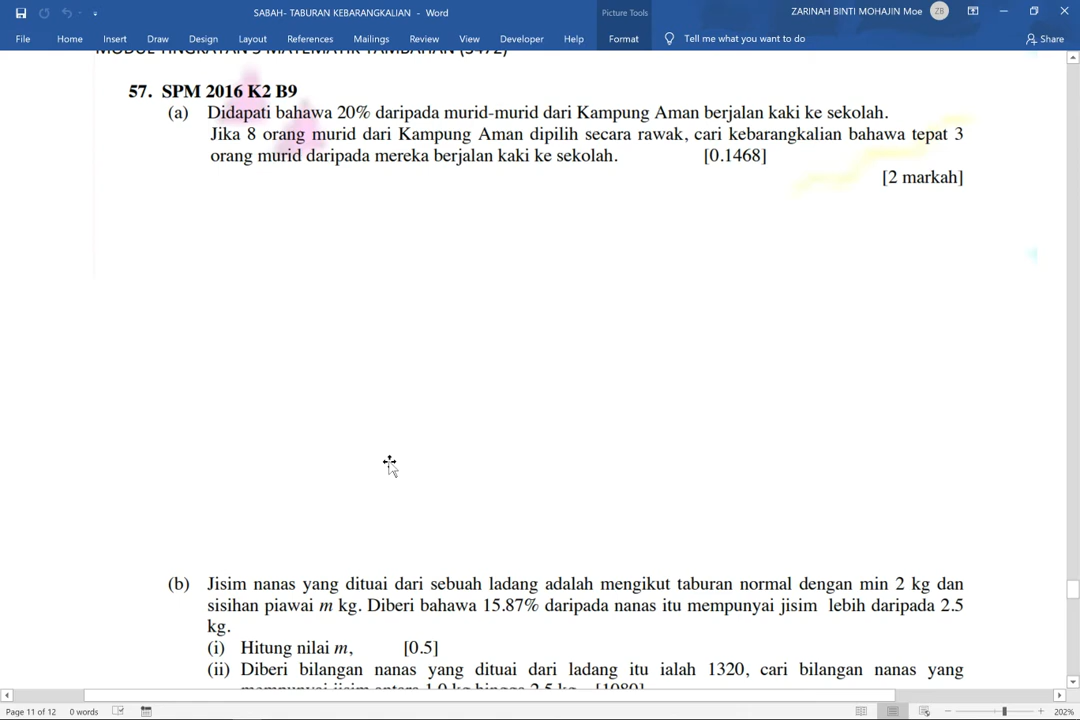 SABAH- TABURAN KEBARANGKALIAN - Word
Picture Tools
ZARINAH BINTI MOHAJIN Moe
ZB
File Home Insert Draw Design Layout References Mailings Review View Developer Help Format Tell me what you want to do Share
57. SPM 2016 K2 B9
(a) Didapati bahawa 20% daripada murid-murid dari Kampung Aman berjalan kaki ke sekolah.
Jika 8 orang murid dari Kampung Aman dipilih secara rawak, cari kebarangkalian bahawa tepat 3
orang murid daripada mereka berjalan kaki ke sekolah. [0.1468]
[2 markah]
(b) Jisim nanas yang dituai dari sebuah ladang adalah mengikut taburan normal dengan min 2 kg dan
sisihan piawai m kg. Diberi bahawa 15.87% daripada nanas itu mempunyai jisim lebih daripada 2.5
kg.
(i) Hitung nilai m, [0.5]
(ii) Diberi bilangan nanas yang dituai dari ladang itu ialah 1320, cari bilangan nanas yang
Page 11 of 12 0 words 202%